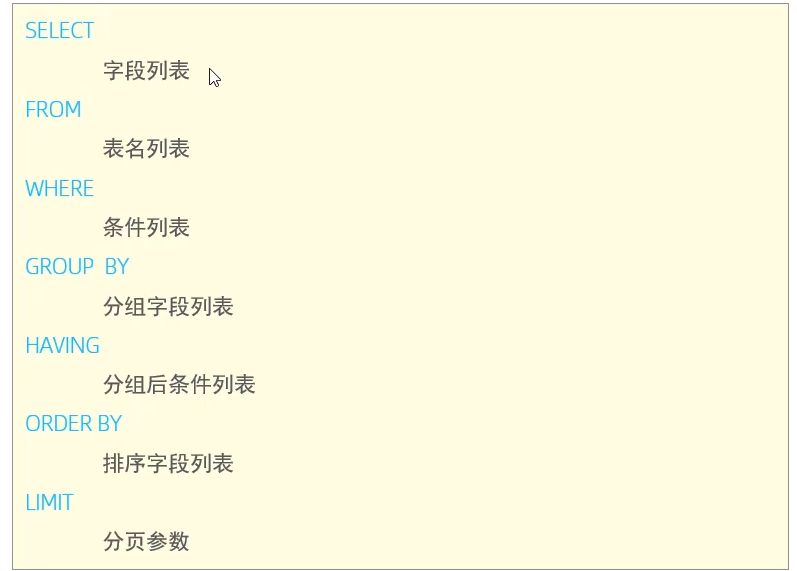 SELECT
字段列表
FROM
表名列表
WHERE
条件列表
GROUP BY
分组字段列表
HAVING
分组后条件列表
ORDER BY
排序字段列表
LIMIT
分页参数